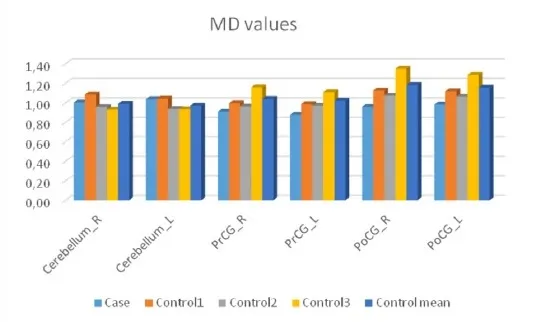 MD values
1,40
1,20
1,00
0,80
0,60
0,40
0,20
0,00
Cerebellum_R
Cerebellum_L
PrCG_R
PrCG_L
PoCG_R
PoCG_L
Case Control1 Control2 Control3 Control mean